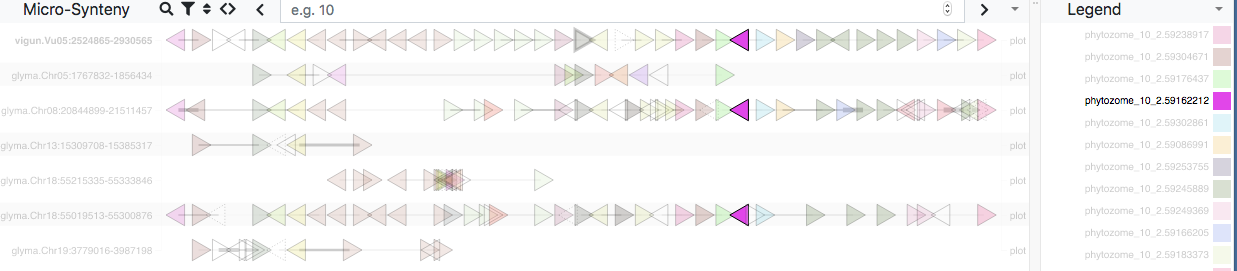 Micro-Synteny e.g. 10 Legend
vigun.Vu05:2524865-2930565 plot
glyma.Chr05:1767832-1856434 plot
glyma.Chr08:20844899-21511457 plot
glyma.Chr13:15309708-15385317 plot
glyma.Chr18:55215335-55333846 plot
glyma.Chr18:55019513-55300876 plot
glyma.Chr19:3779016-3987198 plot
phytozome_10_2.59238917
phytozome_10_2.59304671
phytozome_10_2.59176437
phytozome_10_2.59162212
phytozome_10_2.59302861
phytozome_10_2.59086991
phytozome_10_2.59253755
phytozome_10_2.59245889
phytozome_10_2.59249369
phytozome_10_2.59166205
phytozome_10_2.59183373